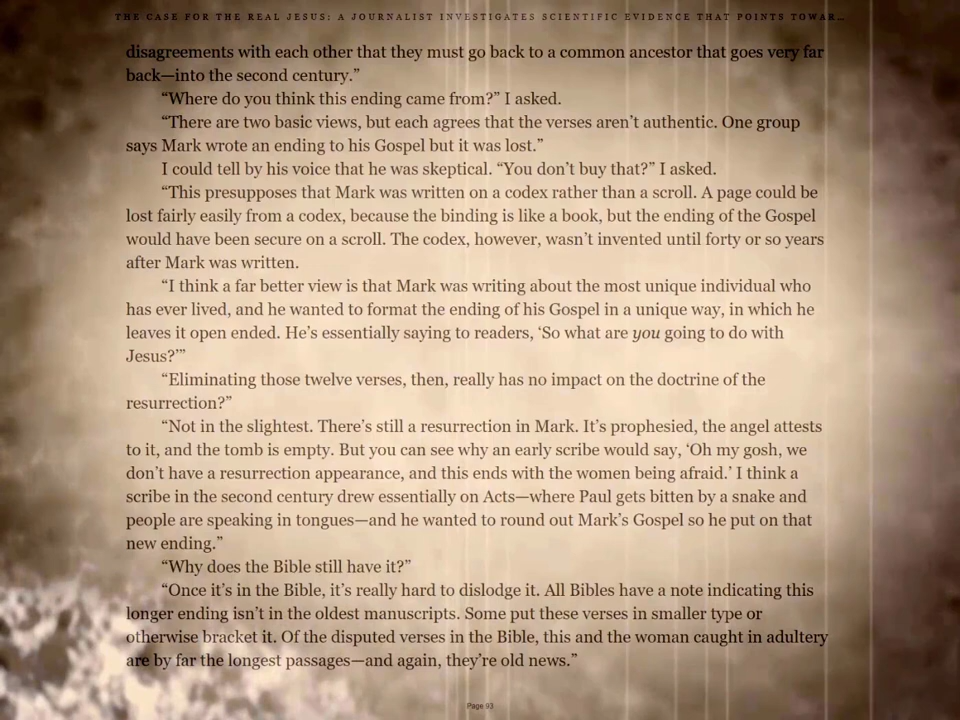 THE CASE FOR THE REAL JESUS: A JOURNALIST INVESTIGATES SCIENTIFIC EVIDENCE THAT POINTS TOWAR…
disagreements with each other that they must go back to a common ancestor that goes very far
back—into the second century.”
“Where do you think this ending came from?” I asked.
“There are two basic views, but each agrees that the verses aren’t authentic. One group
says Mark wrote an ending to his Gospel but it was lost.”
I could tell by his voice that he was skeptical. “You don’t buy that?” I asked.
“This presupposes that Mark was written on a codex rather than a scroll. A page could be
lost fairly easily from a codex, because the binding is like a book, but the ending of the Gospel
would have been secure on a scroll. The codex, however, wasn’t invented until forty or so years
after Mark was written.
“I think a far better view is that Mark was writing about the most unique individual who
has ever lived, and he wanted to format the ending of his Gospel in a unique way, in which he
leaves it open ended. He’s essentially saying to readers, ‘So what are you going to do with
Jesus?’”
“Eliminating those twelve verses, then, really has no impact on the doctrine of the
resurrection?”
“Not in the slightest. There’s still a resurrection in Mark. It’s prophesied, the angel attests
to it, and the tomb is empty. But you can see why an early scribe would say, ‘Oh my gosh, we
don’t have a resurrection appearance, and this ends with the women being afraid.’ I think a
scribe in the second century drew essentially on Acts—where Paul gets bitten by a snake and
people are speaking in tongues—and he wanted to round out Mark’s Gospel so he put on that
new ending.”
“Why does the Bible still have it?”
“Once it’s in the Bible, it’s really hard to dislodge it. All Bibles have a note indicating this
longer ending isn’t in the oldest manuscripts. Some put these verses in smaller type or
otherwise bracket it. Of the disputed verses in the Bible, this and the woman caught in adultery
are by far the longest passages—and again, they’re old news.”
Page 93